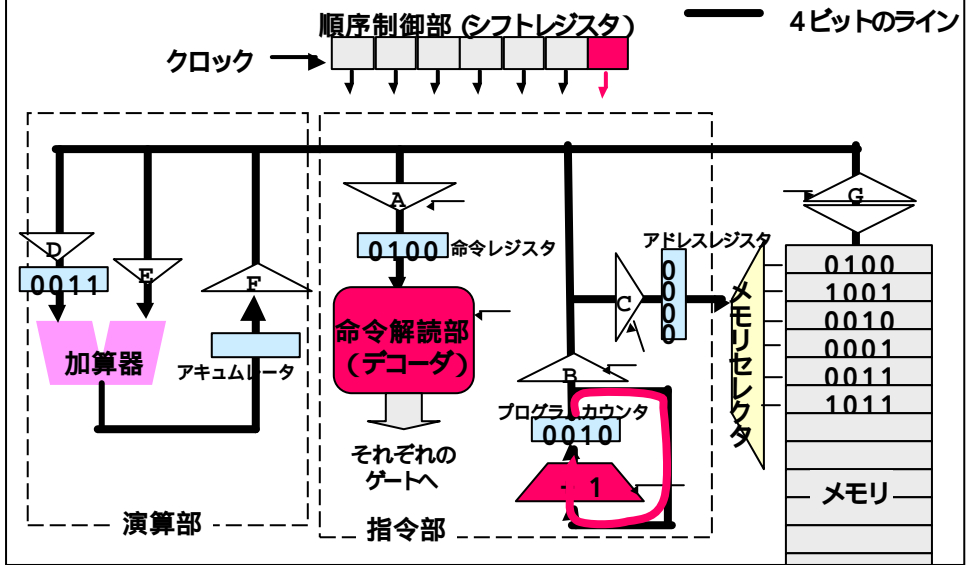 順序制御部(シフトレジスタ)
4ビットのライン
クロック
A
B
C
D
E
F
G
0100
命令レジスタ
アドレスレジスタ
0000
0011
加算器
アキュムレータ
命令解読部
(デコーダ)
それぞれの
ゲートへ
プログラムカウンタ
0010
1
メモリセレクタ
0100
1001
0010
0001
0011
1011
メモリ
演算部
指令部